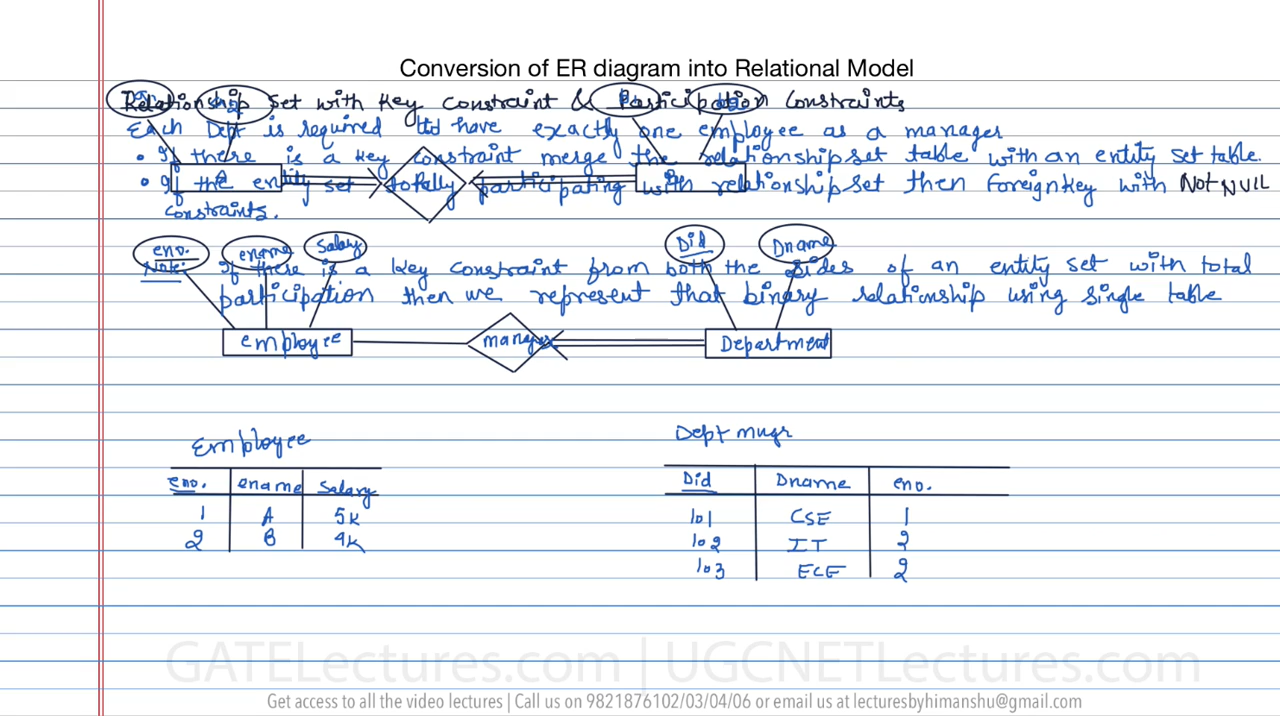 Conversion of ER diagram into Relational Model
Relationship set with Key Constraint & Participation Constraints
Each Dept is required to have exactly one employee as a manager
• If there is a key constraint merge the relationship set table with an entity set table.
• If the entity set totally participating with relationship set then foreign key with Not NULL
constraints.
eno. ename Salary Did Dname
Note: If there is a key constraint from both the sides of an entity set with total
participation then we represent that binary relationship using single table
employee manages Department
Employee Dept mngr
eno. ename Salary Did Dname eno.
1 A 5K 101 CSE 1
2 B 4K 102 IT 2
103 ECE 2
GATELectures.com | UGCNETLectures.com
Get access to all the video lectures | Call us on 9821876102/03/04/06 or email us at lecturesbyhimanshu@gmail.com